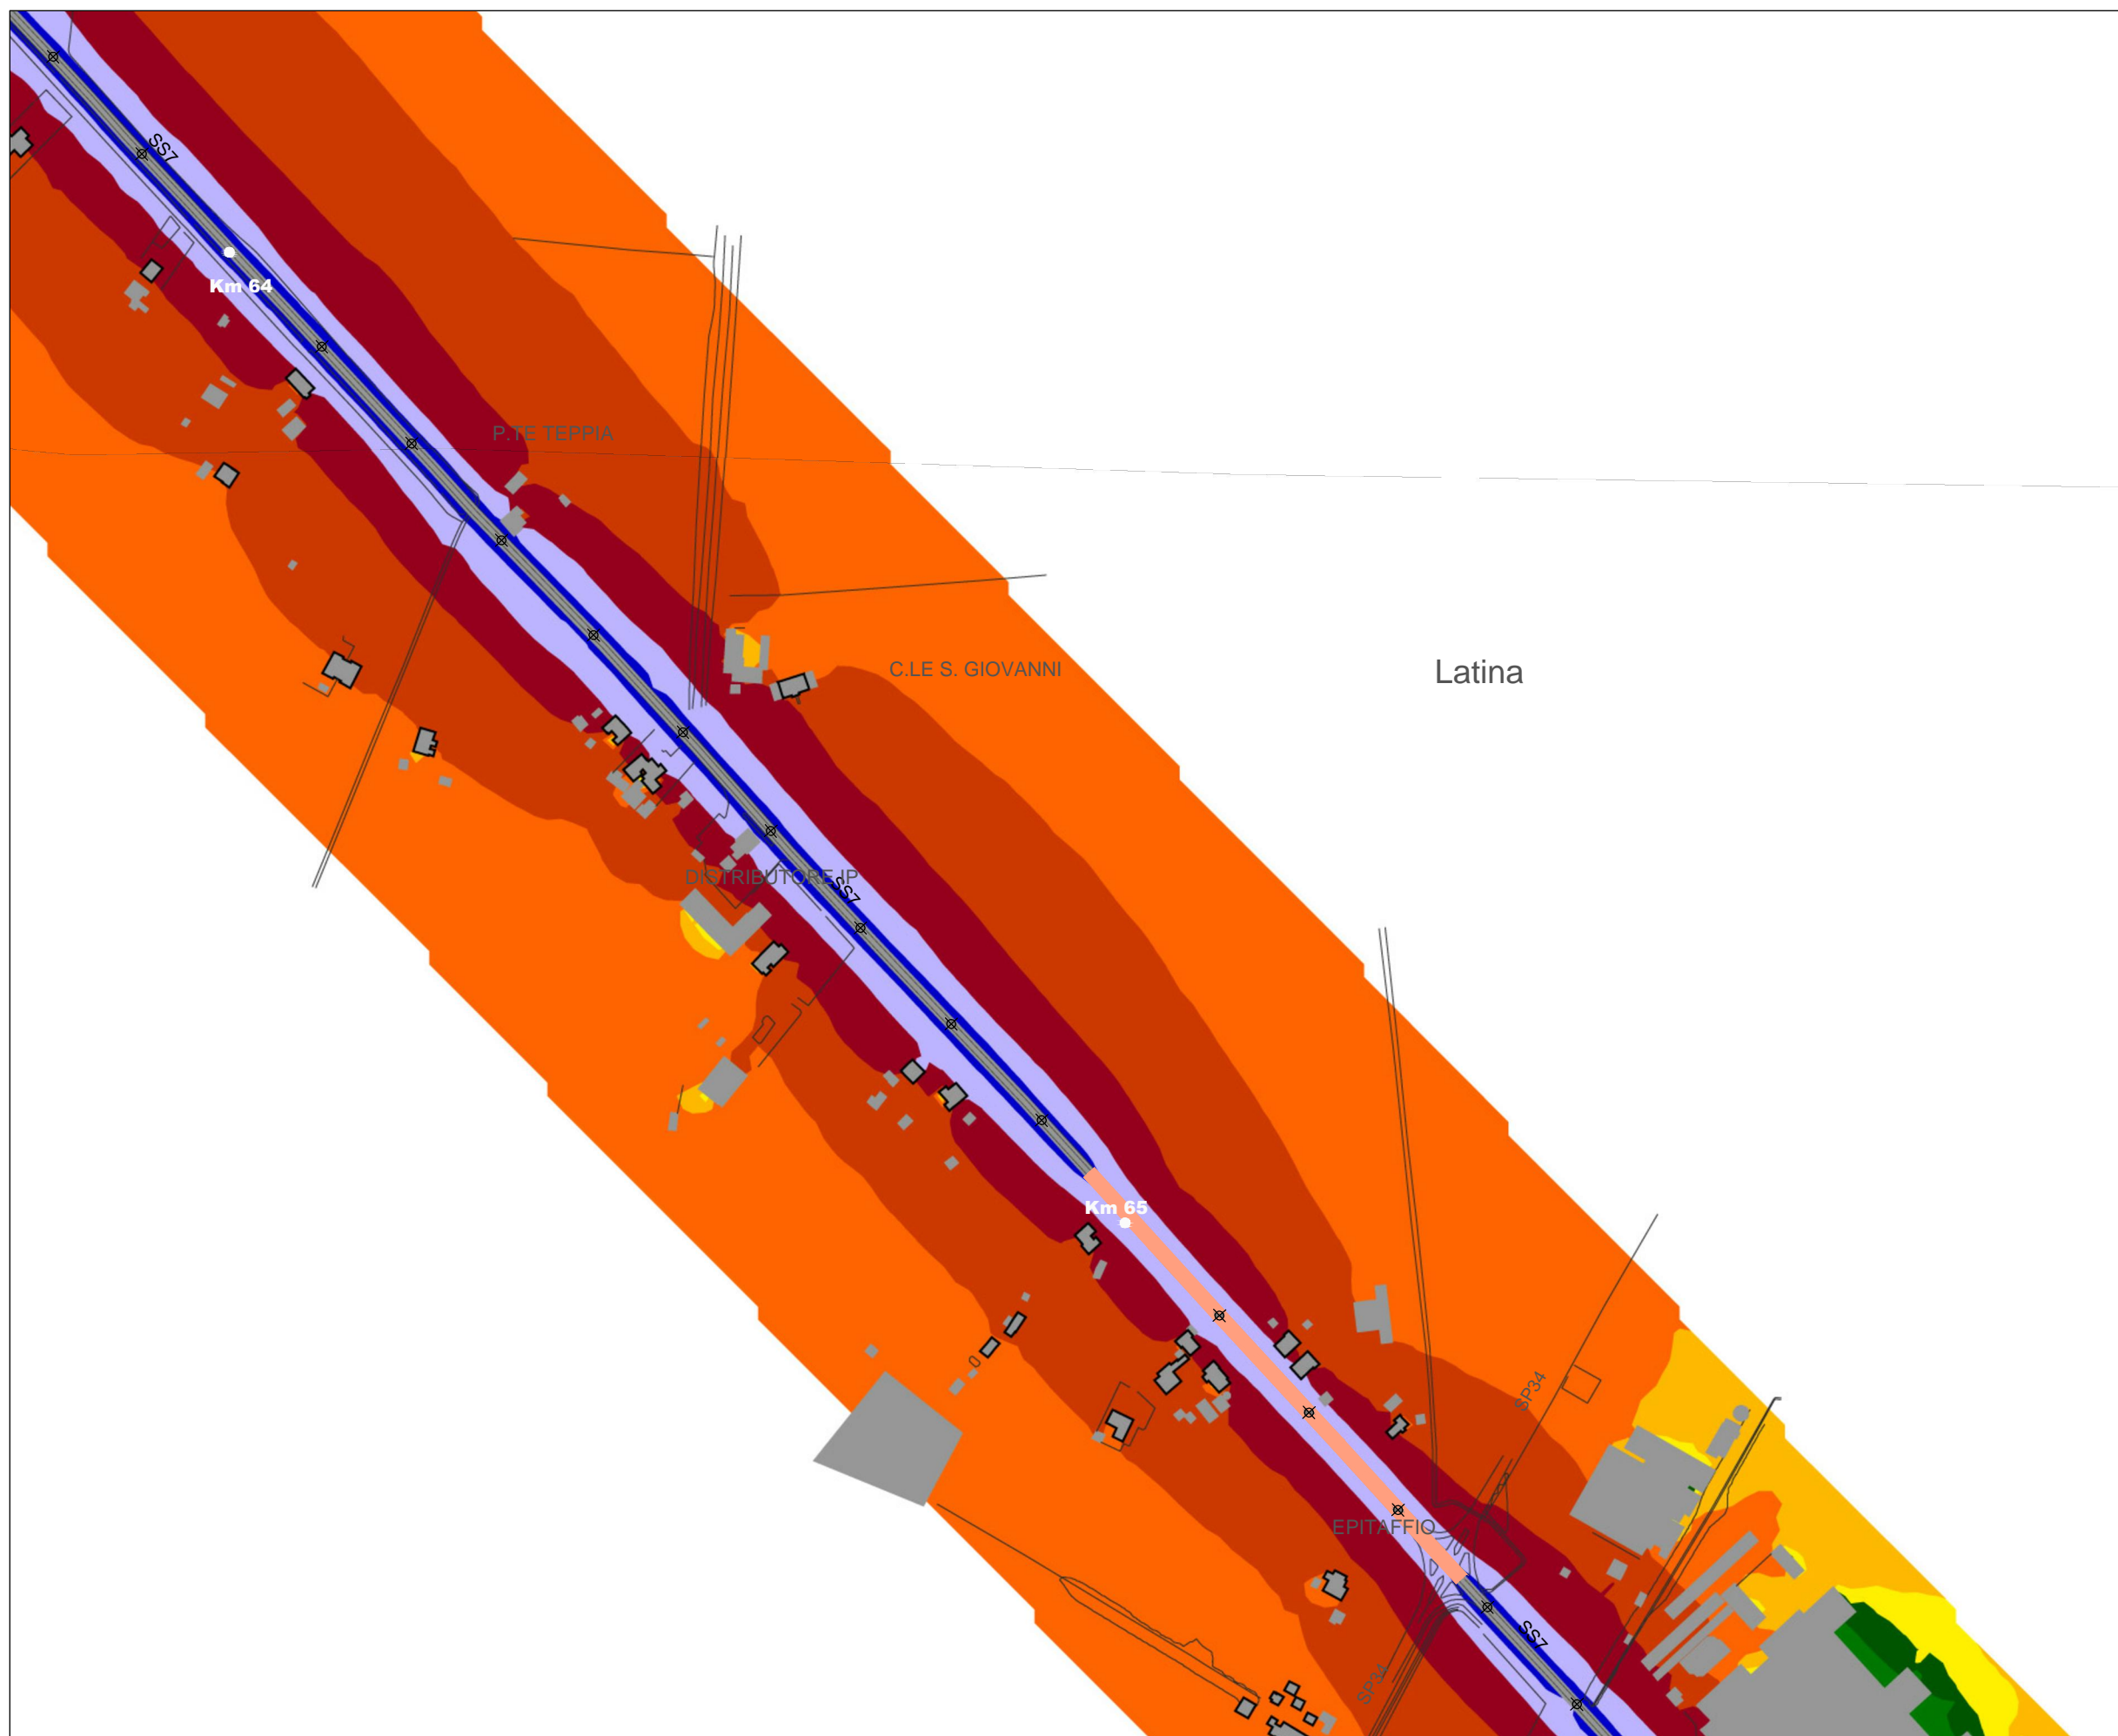 SS7
Km 64
P.TE TEPPIA
C.LE S. GIOVANNI
Latina
DISTRIBUTORE IP
SS7
Km 65
SP34
EPITAFFIO
SS7
SP34